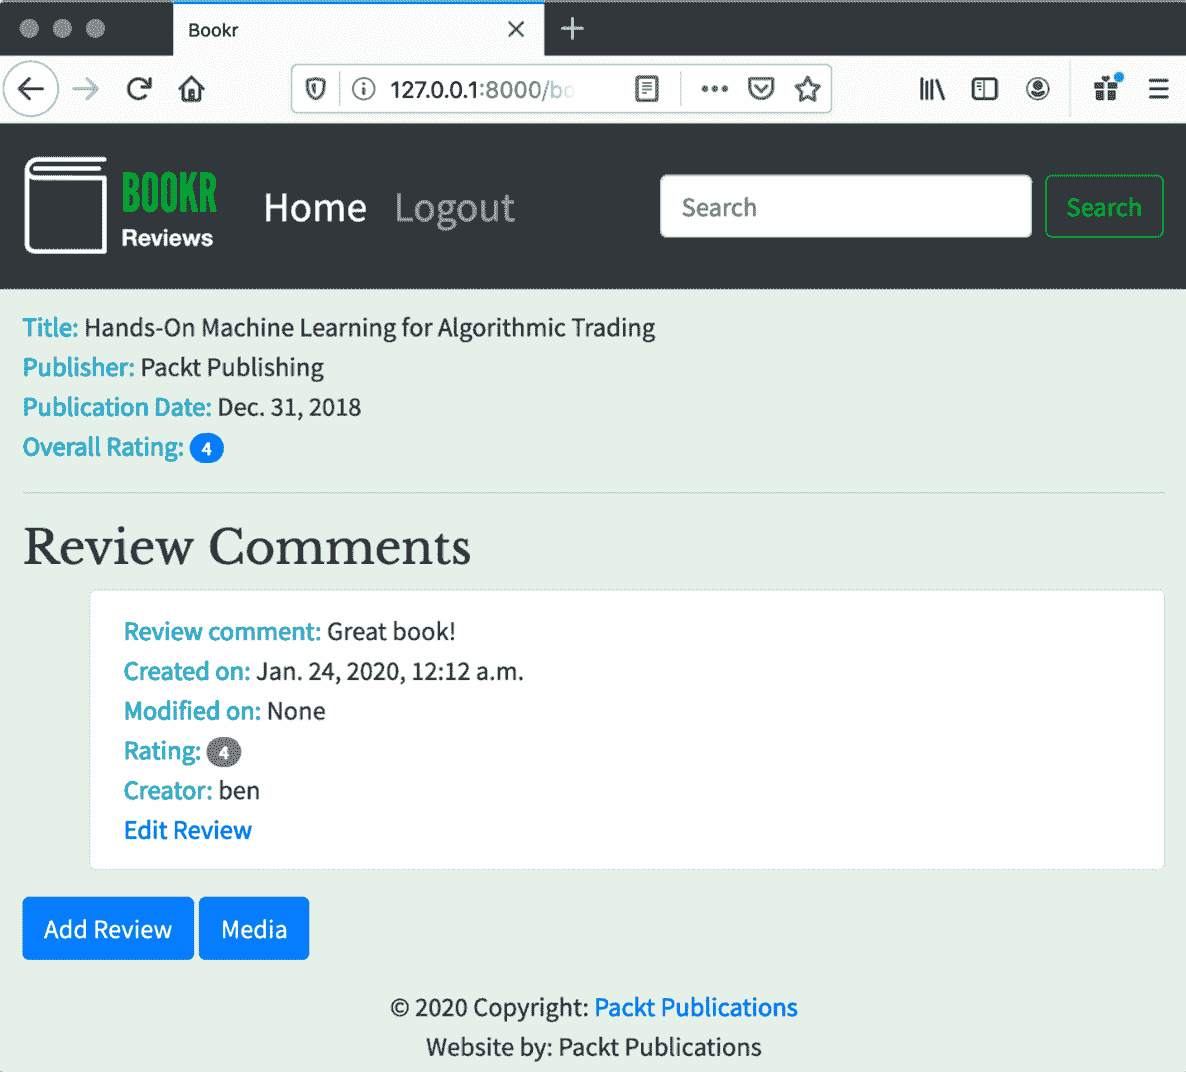 Bookr
127.0.0.1:8000/bo
BOOKR
Reviews
Home Logout
Search
Search
Title: Hands-On Machine Learning for Algorithmic Trading
Publisher: Packt Publishing
Publication Date: Dec. 31, 2018
Overall Rating: 4
Review Comments
Review comment: Great book!
Created on: Jan. 24, 2020, 12:12 a.m.
Modified on: None
Rating: 4
Creator: ben
Edit Review
Add Review Media
© 2020 Copyright: Packt Publications
Website by: Packt Publications